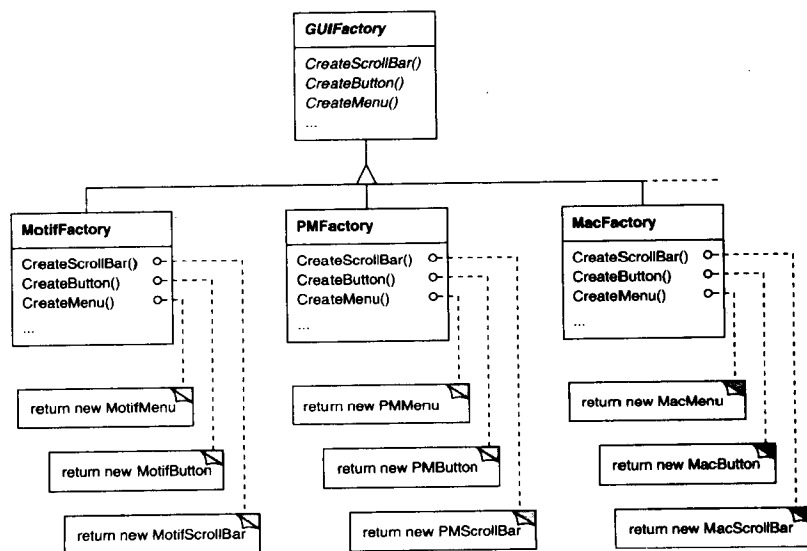 GUIFactory
CreateScrollBar()
CreateButton()
CreateMenu()
...
MotifFactory
CreateScrollBar()
CreateButton()
CreateMenu()
...
PMFactory
CreateScrollBar()
CreateButton()
CreateMenu()
...
MacFactory
CreateScrollBar()
CreateButton()
CreateMenu()
...
return new MotifMenu
return new PMMenu
return new MacMenu
return new MotifButton
return new PMButton
return new MacButton
return new MotifScrollBar
return new PMScrollBar
return new MacScrollBar